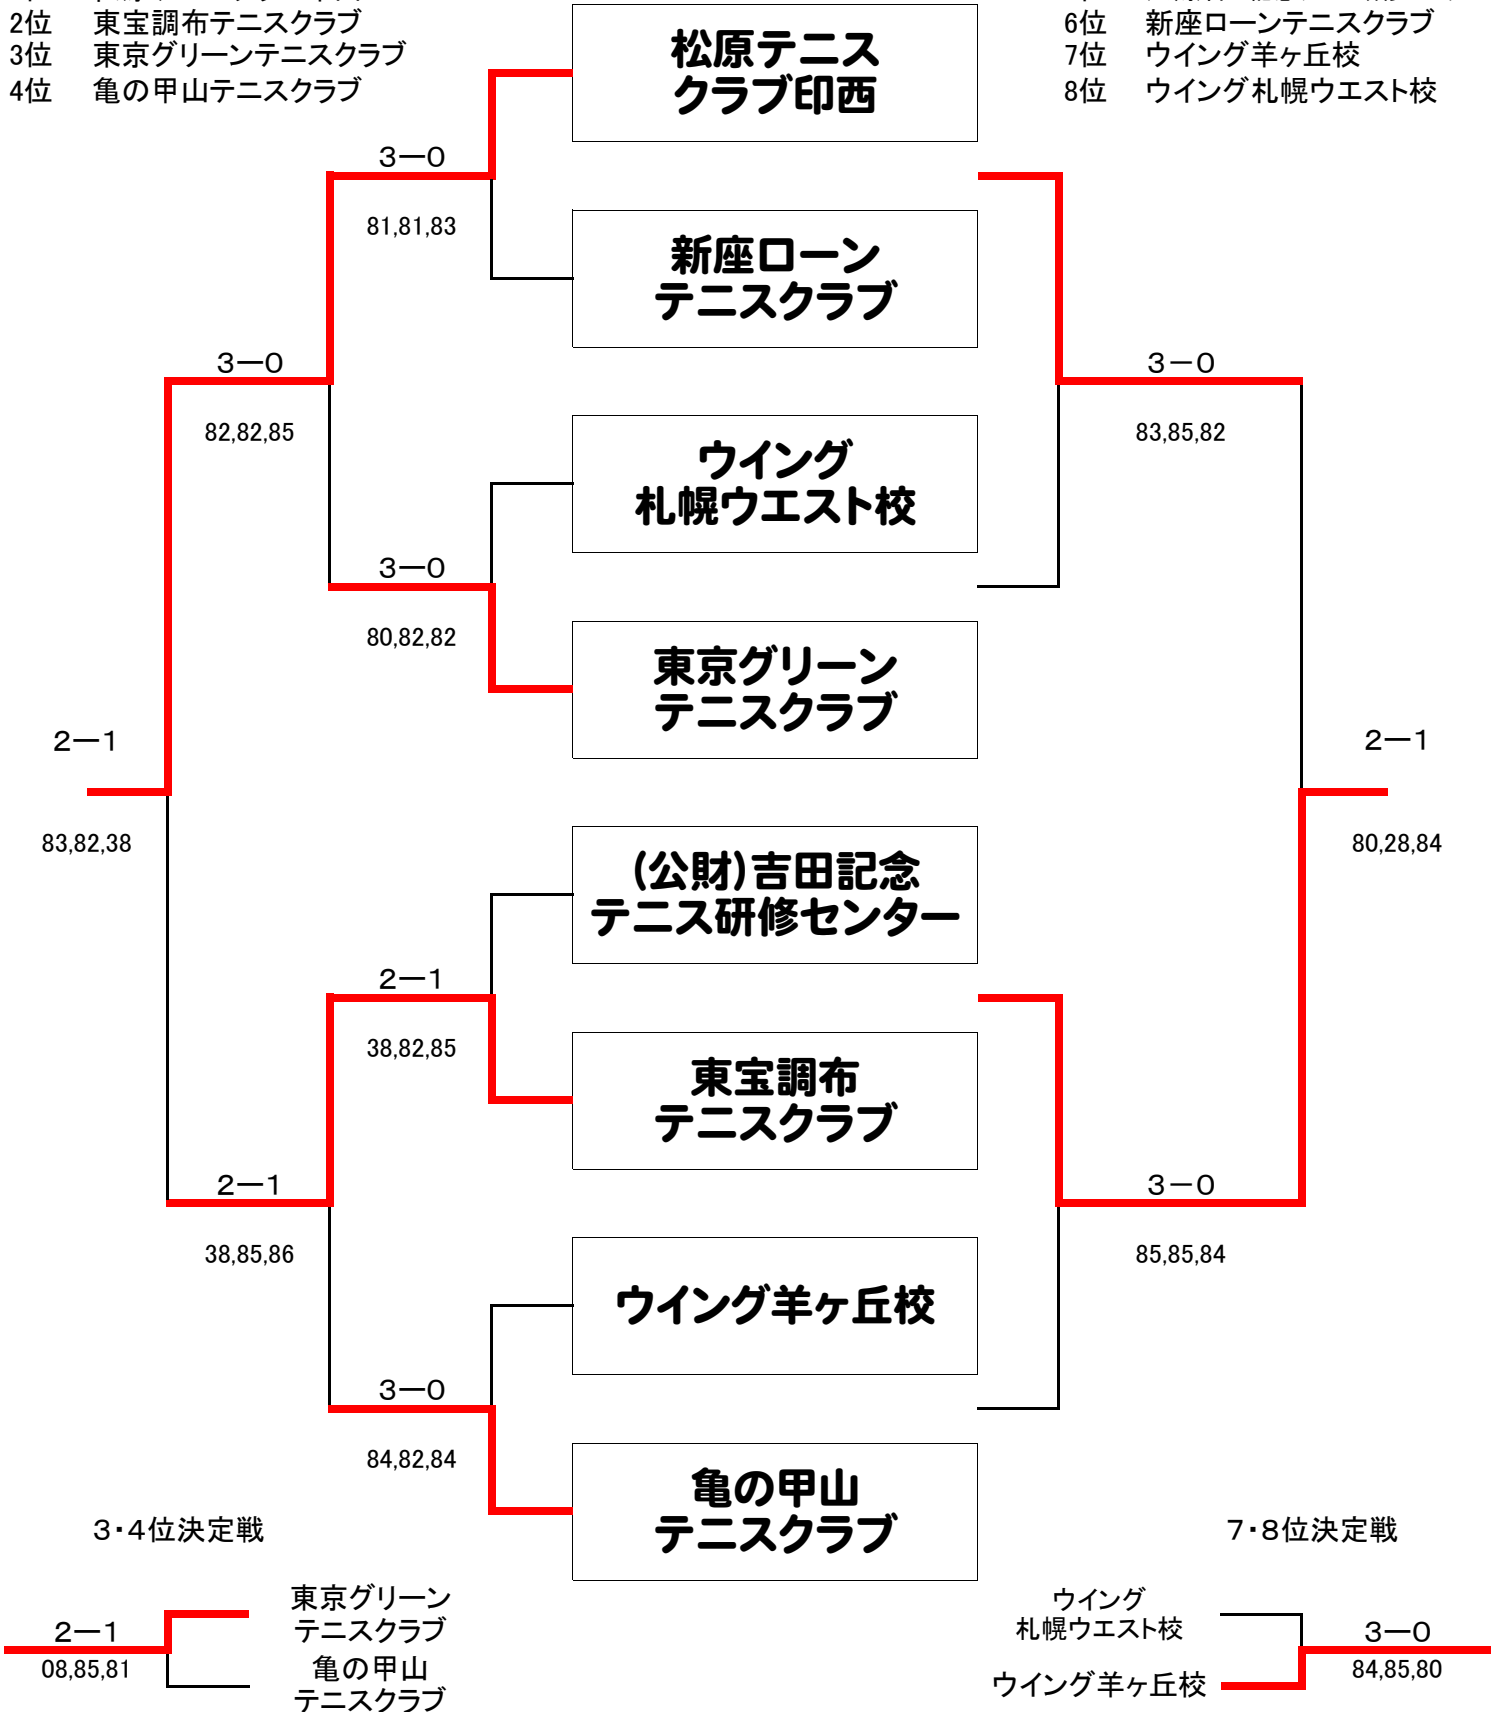 2位 東宝調布テニスクラブ
3位 東京グリーンテニスクラブ
4位 亀の甲山テニスクラブ
6位 新座ローンテニスクラブ
7位 ウイング羊ヶ丘校
8位 ウイング札幌ウエスト校
松原テニス
クラブ印西
3ー0
81,81,83
新座ローン
テニスクラブ
3ー0
82,82,85
3－0
83,85,82
ウイング
札幌ウエスト校
3ー0
80,82,82
東京グリーン
テニスクラブ
2ー1
83,82,38
2ー1
80,28,84
(公財)吉田記念
テニス研修センター
2ー1
38,82,85
東宝調布
テニスクラブ
2ー1
38,85,86
3－0
85,85,84
ウイング羊ヶ丘校
3ー0
84,82,84
亀の甲山
テニスクラブ
3・4位決定戦
東京グリーン
テニスクラブ
2ー1
08,85,81
亀の甲山
テニスクラブ
7・8位決定戦
ウイング
札幌ウエスト校
3ー0
84,85,80
ウイング羊ヶ丘校